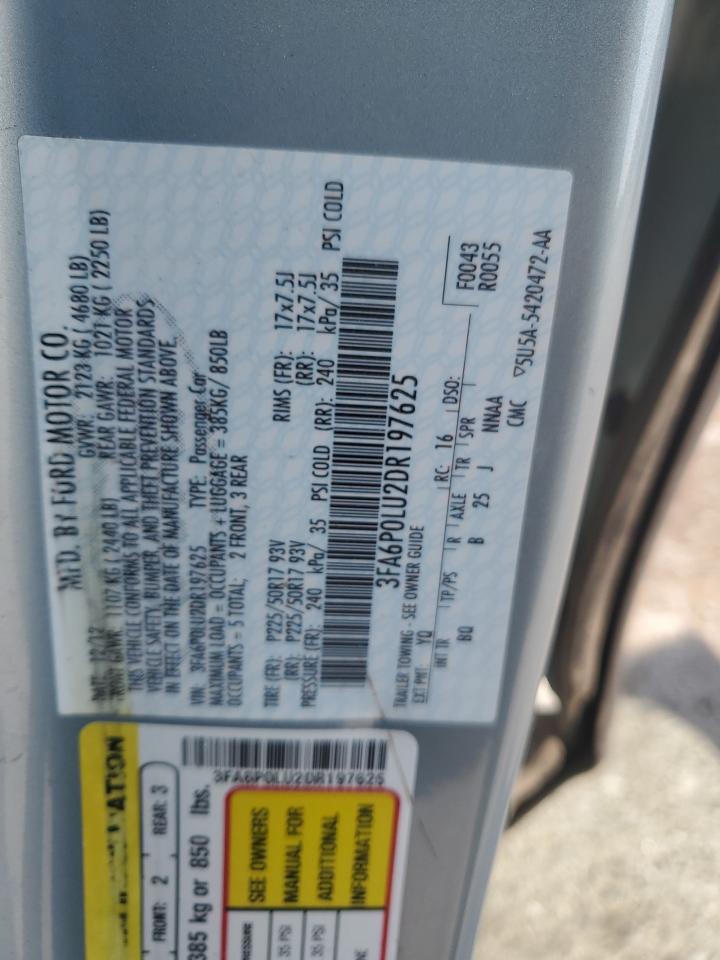 MFD. BY FORD MOTOR CO.
DATE: 12/12 GVWR: 2123 KG ( 4680 LB)
FRONT GAWR: 1107 KG ( 2440 LB) REAR GAWR: 1021 KG ( 2250 LB)
THIS VEHICLE CONFORMS TO ALL APPLICABLE FEDERAL MOTOR
VEHICLE SAFETY, BUMPER, AND THEFT PREVENTION STANDARDS
IN EFFECT ON THE DATE OF MANUFACTURE SHOWN ABOVE.
VIN: 3FA6P0LU2DR197625 TYPE: Passenger Car
MAXIMUM LOAD = OCCUPANTS + LUGGAGE = 385KG/ 850LB
OCCUPANTS = 5 TOTAL; 2 FRONT, 3 REAR
TIRE (FR): P225/50R17 93V RIMS (FR): 17x7.5J
(RR): P225/50R17 93V (RR): 17x7.5J
PRESSURE (FR): 240 kPa/ 35 PSI COLD (RR): 240 kPa/ 35 PSI COLD
3FA6P0LU2DR197625
TRAILER TOWING - SEE OWNER GUIDE
EXT PNT: YQ RC: 16 DSO: F0043
R0055
INT TR TP/PS R AXLE TR SPR
BQ B 25 J NNAA
CMC ▽5U5A-5420472-AA
3FA6P0LU2DR197625
FRONT: 2 REAR: 3
385 kg or 850 lbs.
SEE OWNERS
MANUAL FOR
ADDITIONAL
INFORMATION
35 PSI
35 PSI